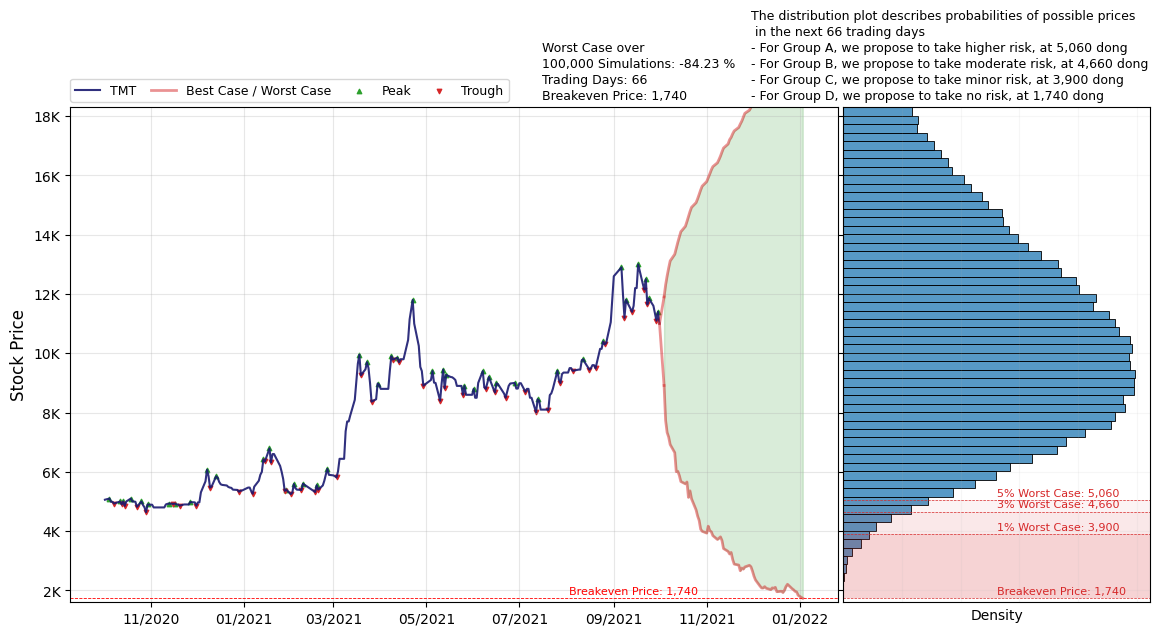 The distribution plot describes probabilities of possible prices
in the next 66 trading days
- For Group A, we propose to take higher risk, at 5,060 dong
- For Group B, we propose to take moderate risk, at 4,660 dong
- For Group C, we propose to take minor risk, at 3,900 dong
- For Group D, we propose to take no risk, at 1,740 dong
Worst Case over
100,000 Simulations: -84.23 %
Trading Days: 66
Breakeven Price: 1,740
TMT
Best Case / Worst Case
Peak
Trough
Stock Price
18K
16K
14K
12K
10K
8K
6K
4K
2K
11/2020
01/2021
3/2021
05/2021
07/2021
09/2021
11/2021
01/2022
Breakeven Price: 1,740
5% Worst Case: 5,060
3% Worst Case: 4,660
1% Worst Case: 3,900
Breakeven Price: 1,740
Density